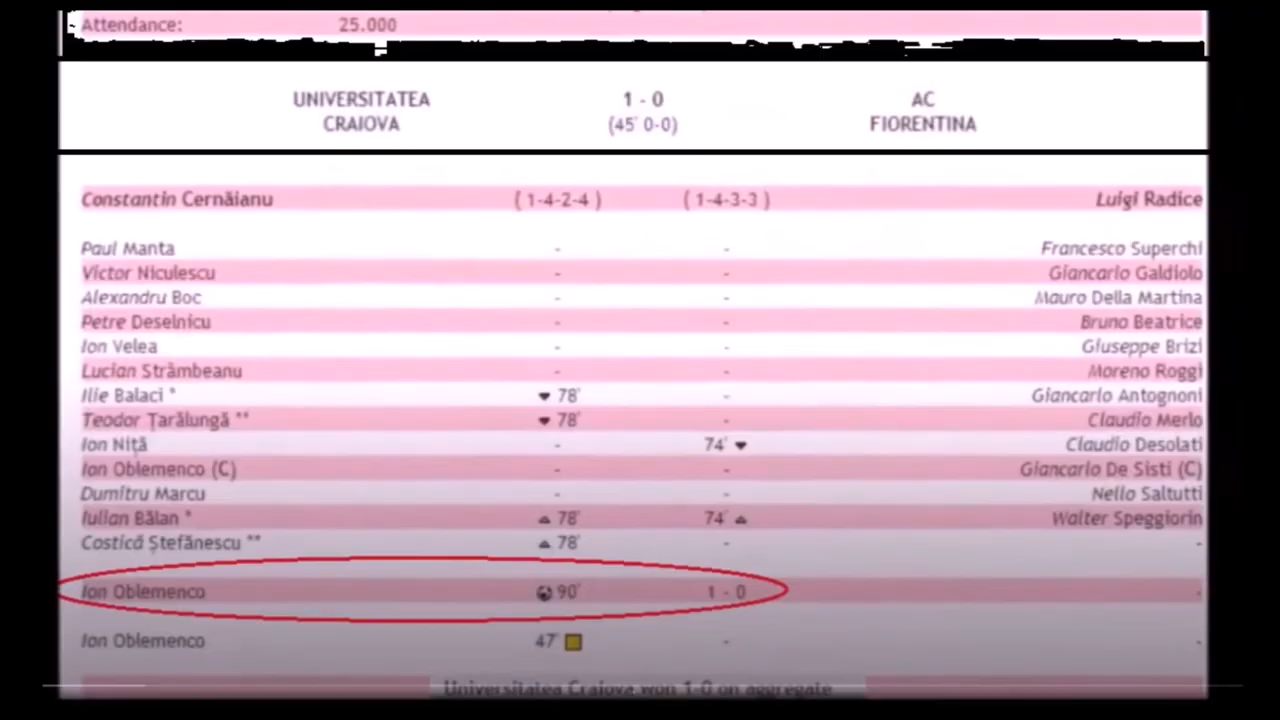 Attendance: 25.000
UNIVERSITATEA CRAIOVA 1 - 0 (45' 0-0) AC FIORENTINA
Constantin Cernăianu ( 1-4-2-4 ) ( 1-4-3-3 ) Luigi Radice
Paul Manta - - Francesco Superchi
Victor Niculescu - - Giancarlo Galdiolo
Alexandru Boc - - Mauro Della Martina
Petre Deselnicu - - Bruno Beatrice
Ion Velea - - Giuseppe Brizi
Lucian Strâmbeanu - - Moreno Roggi
Ilie Balaci * 78' - Giancarlo Antognoni
Teodor Țarălungă ** 78' - Claudio Merlo
Ion Niță - 74' Claudio Desolati
Ion Oblemenco (C) - - Giancarlo De Sisti (C)
Dumitru Marcu - - Nello Saltutti
Iulian Bălan * 78' 74' Walter Speggiorin
Costică Ștefănescu ** 78' - -
Ion Oblemenco 90' 1 - 0 -
Ion Oblemenco 47' - -
Universitatea Craiova won 1-0 on aggregate